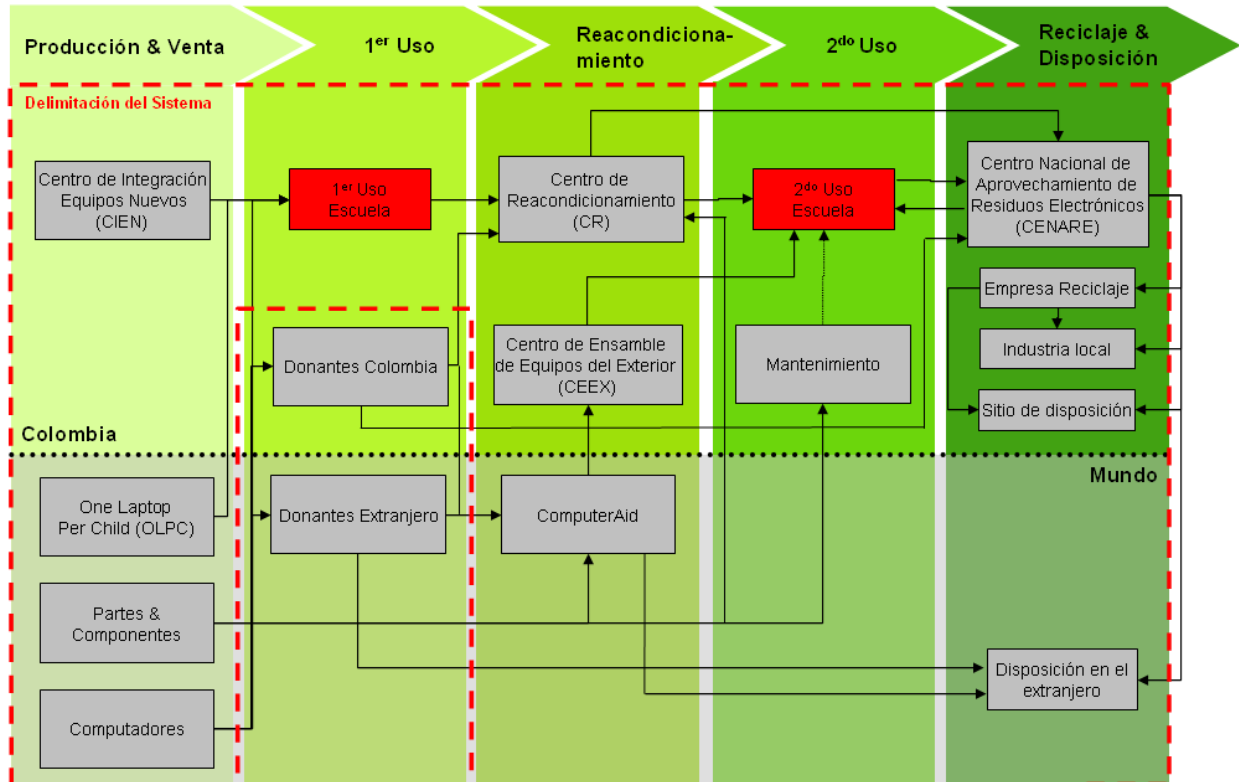 Producción & Venta
1er Uso
Reacondiciona-
miento
2do Uso
Reciclaje &
Disposición
Delimitación del Sistema
Centro de Integración
Equipos Nuevos
(CIEN)
1er Uso
Escuela
Centro de
Reacondicionamiento
(CR)
2do Uso
Escuela
Centro Nacional de
Aprovechamiento de
Residuos Electrónicos
(CENARE)
Empresa Reciclaje
Donantes Colombia
Centro de Ensamble
de Equipos del Exterior
(CEEX)
Mantenimiento
Industria local
Sitio de disposición
Colombia
Mundo
One Laptop
Per Child (OLPC)
Donantes Extranjero
ComputerAid
Partes &
Componentes
Disposición en el
extranjero
Computadores